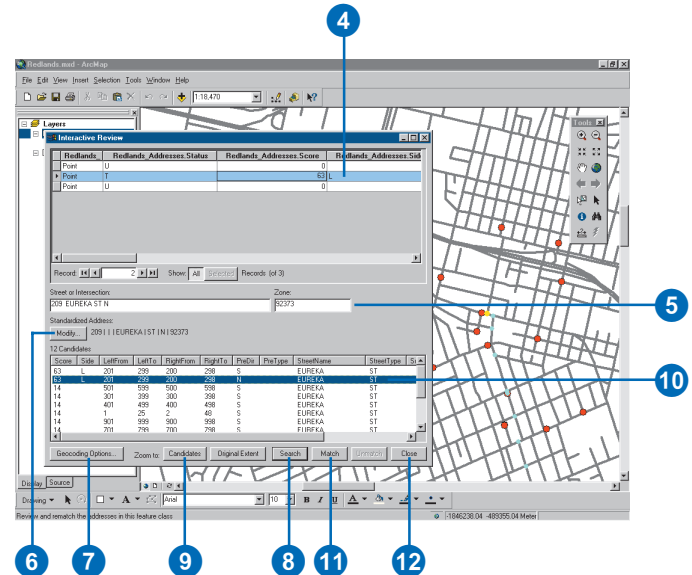 4
Redlands.mxd - ArcMap
File Edit View Insert Selection Tools Window Help
1:18,470
Layers
Tools
Interactive Review
Redlands_ Redlands_Addresses.Status Redlands_Addresses.Score Redlands_Addresses.Sid
Point U 0
Point T 63 L
Point U 0
Record: 2 Show: All Selected Records (of 3)
Street or Intersection: Zone:
209 EUREKA ST N 92373
5
Standardized Address:
Modify... 209 | | | EUREKA | ST | N | 92373
6
12 Candidates
Score Side LeftFrom LeftTo RightFrom RightTo PreDir PreType StreetName StreetType
63 L 201 299 200 298 S EUREKA ST
63 L 201 299 200 298 N EUREKA ST
10
14 501 599 500 598 S EUREKA ST
14 301 399 300 398 S EUREKA ST
14 401 499 400 498 S EUREKA ST
14 1 25 2 48 S EUREKA ST
14 901 999 900 998 S EUREKA ST
14 701 799 700 798 S EUREKA ST
Geocoding Options... Zoom to: Candidates Original Extent Search Match Unmatch Close
Display Source
Drawing Arial 10 B I U A
Review and rematch the addresses in this feature class -1846238.04 -489355.04 Meter
6 7 9 8 11 12